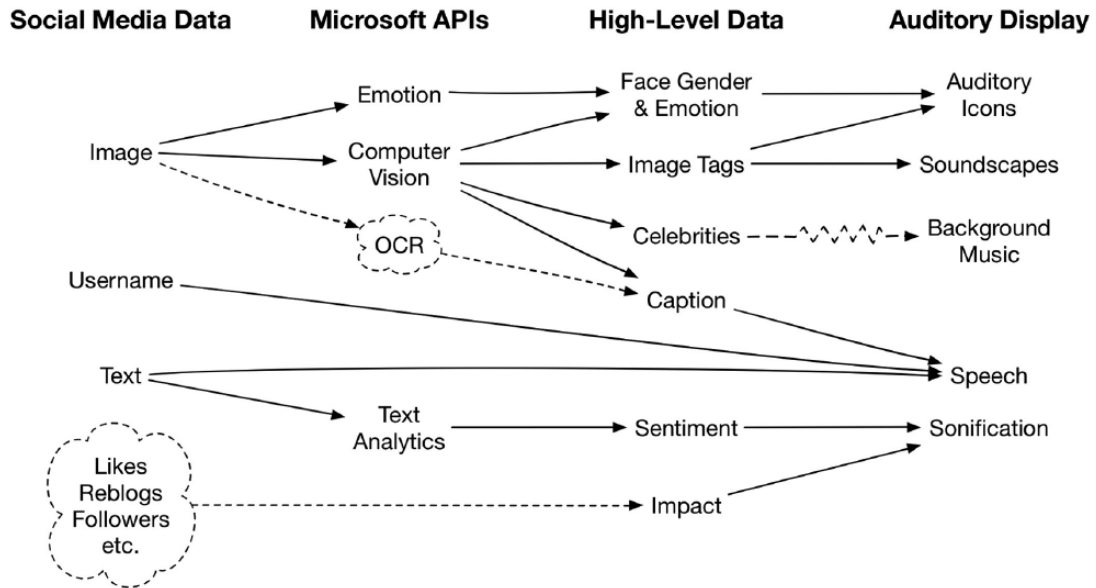 Social Media Data
Microsoft APIs
High-Level Data
Auditory Display
Emotion
Face Gender
& Emotion
Auditory
Icons
Image
Computer
Vision
Image Tags
Soundscapes
OCR
Celebrities
Background
Music
Username
Caption
Text
Speech
Text
Analytics
Sentiment
Sonification
Likes
Reblogs
Followers
etc.
Impact